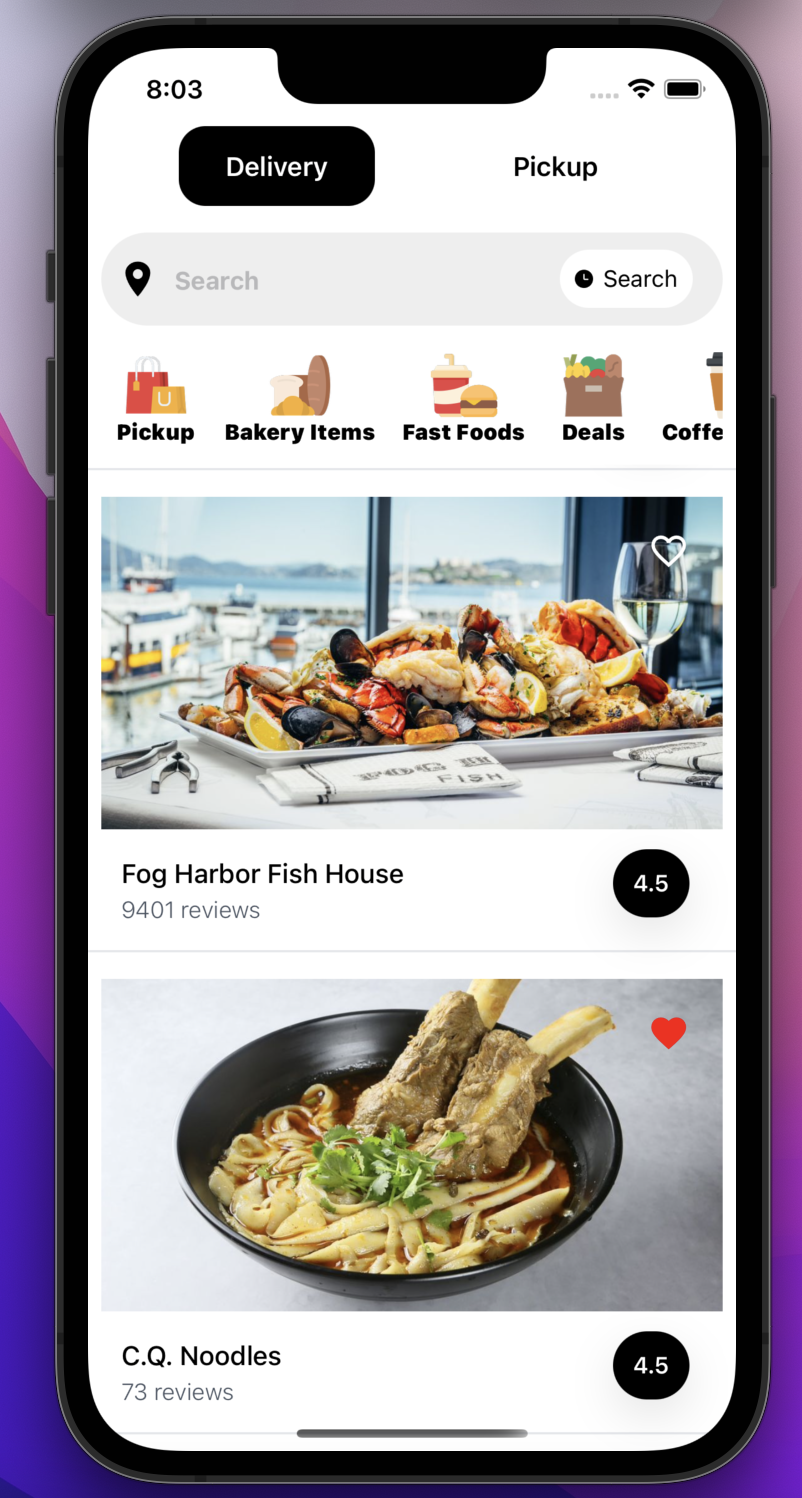 8:03
Delivery
Pickup
Search
Search
Pickup
Bakery Items
Fast Foods
Deals
Coffe
FISH
Fog Harbor Fish House
4.5
9401 reviews
C.Q. Noodles
4.5
73 reviews